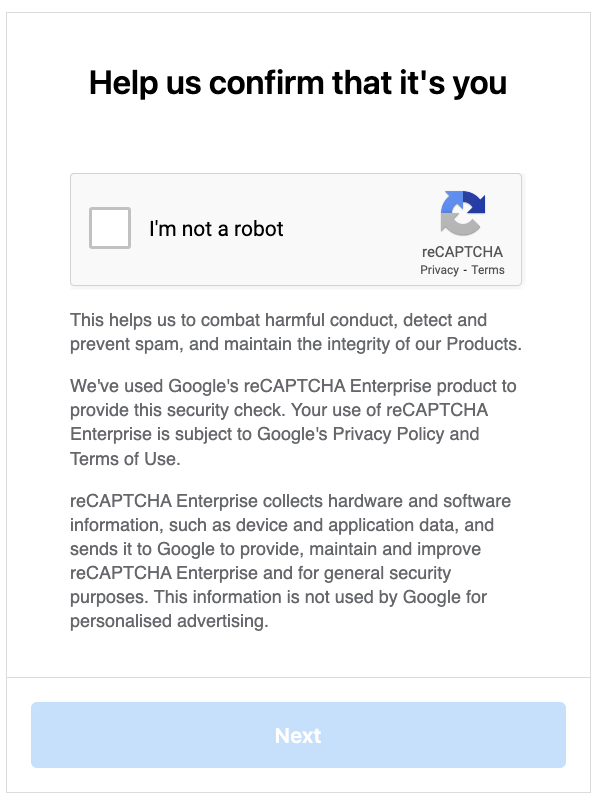 Help us confirm that it's you
I'm not a robot
reCAPTCHA
Privacy - Terms
This helps us to combat harmful conduct, detect and
prevent spam, and maintain the integrity of our Products.
We've used Google's reCAPTCHA Enterprise product to
provide this security check. Your use of reCAPTCHA
Enterprise is subject to Google's Privacy Policy and
Terms of Use.
reCAPTCHA Enterprise collects hardware and software
information, such as device and application data, and
sends it to Google to provide, maintain and improve
reCAPTCHA Enterprise and for general security
purposes. This information is not used by Google for
personalised advertising.
Next